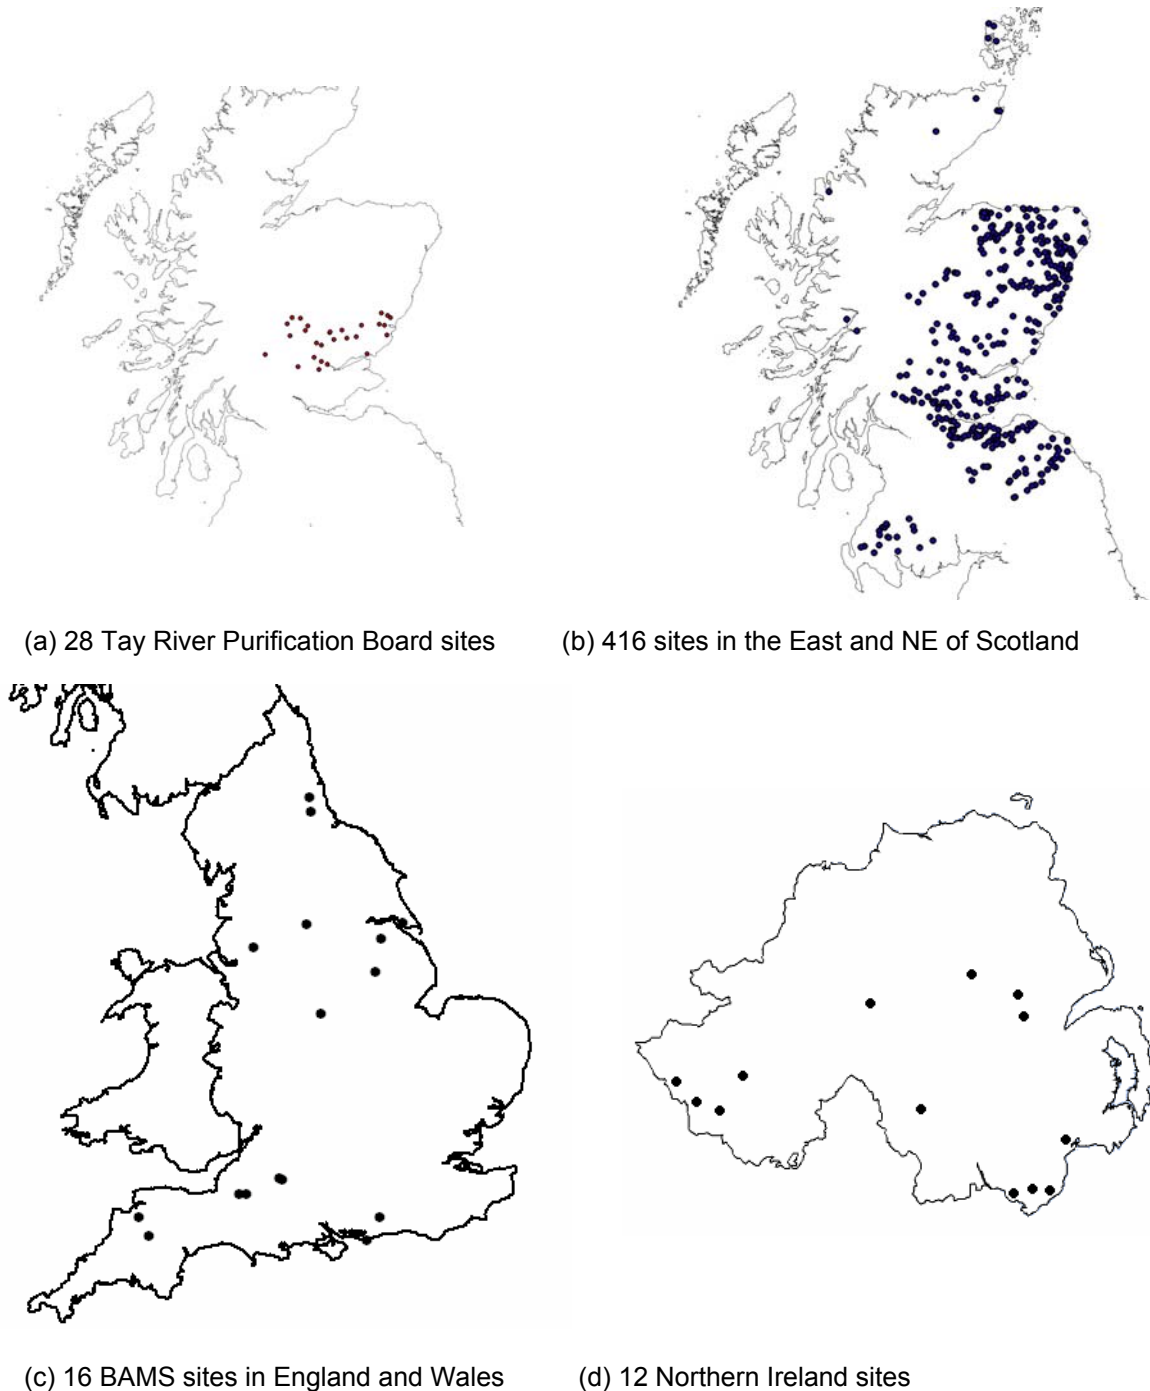 (a) 28 Tay River Purification Board sites
(b) 416 sites in the East and NE of Scotland
(c) 16 BAMS sites in England and Wales
(d) 12 Northern Ireland sites